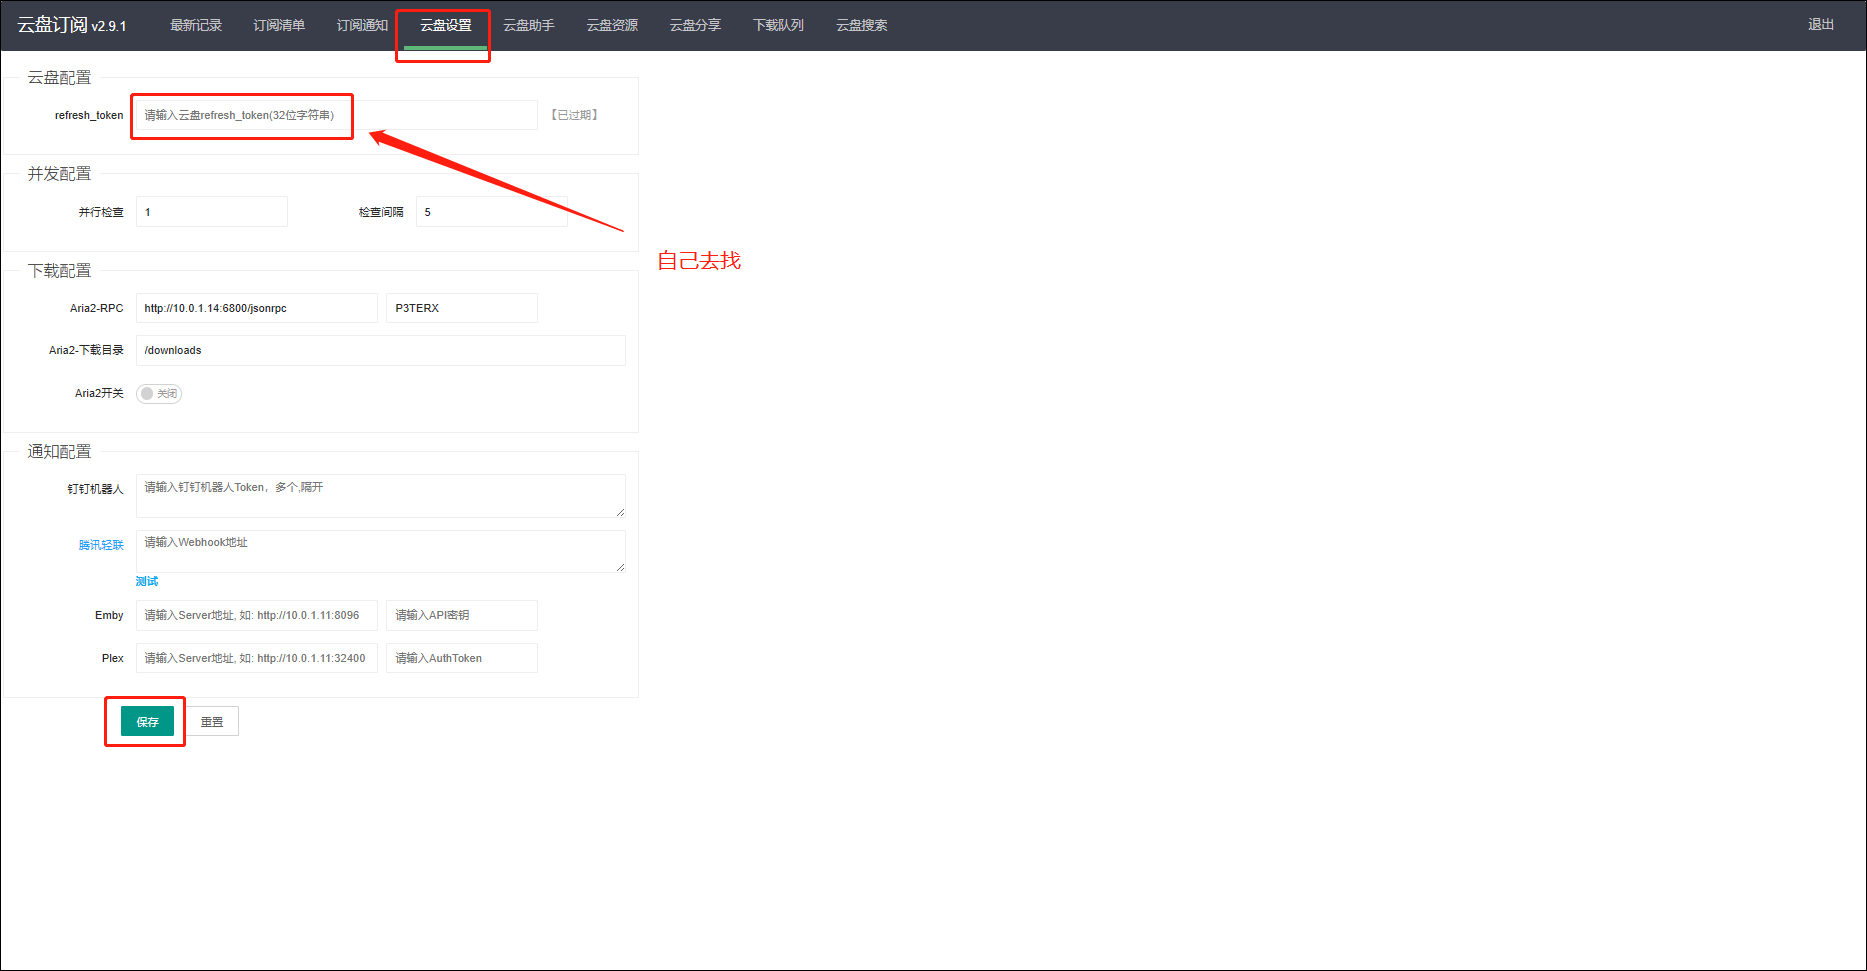 云盘订阅 v2.9.1 最新记录 订阅清单 订阅通知 云盘设置 云盘助手 云盘资源 云盘分享 下载队列 云盘搜索 退出
云盘配置
refresh_token 请输入云盘refresh_token(32位字符串) 【已过期】
并发配置
并行检查 1 检查间隔 5
自己去找
下载配置
Aria2-RPC http://10.0.1.14:6800/jsonrpc P3TERX
Aria2-下载目录 /downloads
Aria2开关 关闭
通知配置
钉钉机器人 请输入钉钉机器人Token，多个,隔开
腾讯轻联 请输入Webhook地址
测试
Emby 请输入Server地址, 如: http://10.0.1.11:8096 请输入API密钥
Plex 请输入Server地址, 如: http://10.0.1.11:32400 请输入AuthToken
保存 重置